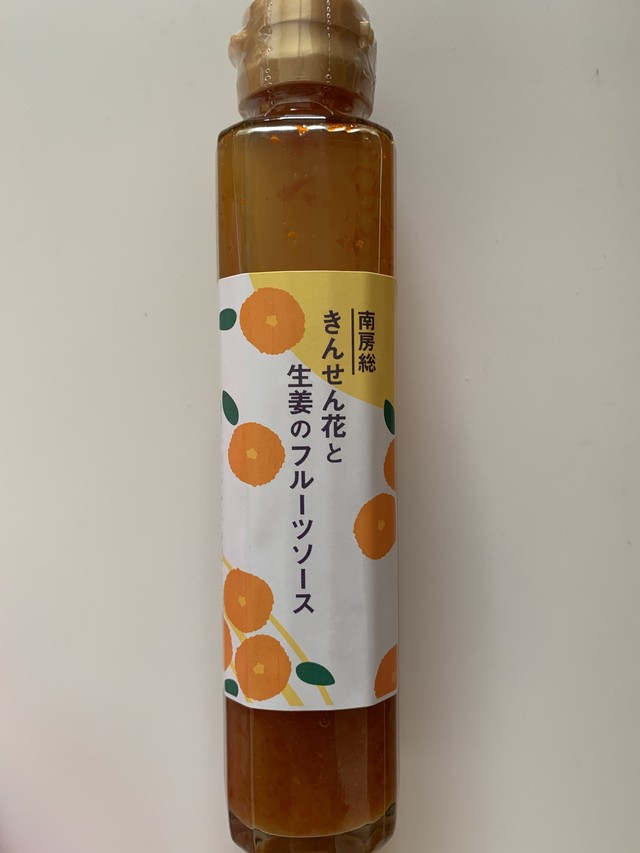 南房総
きんせん花と
生姜のフルーツソース